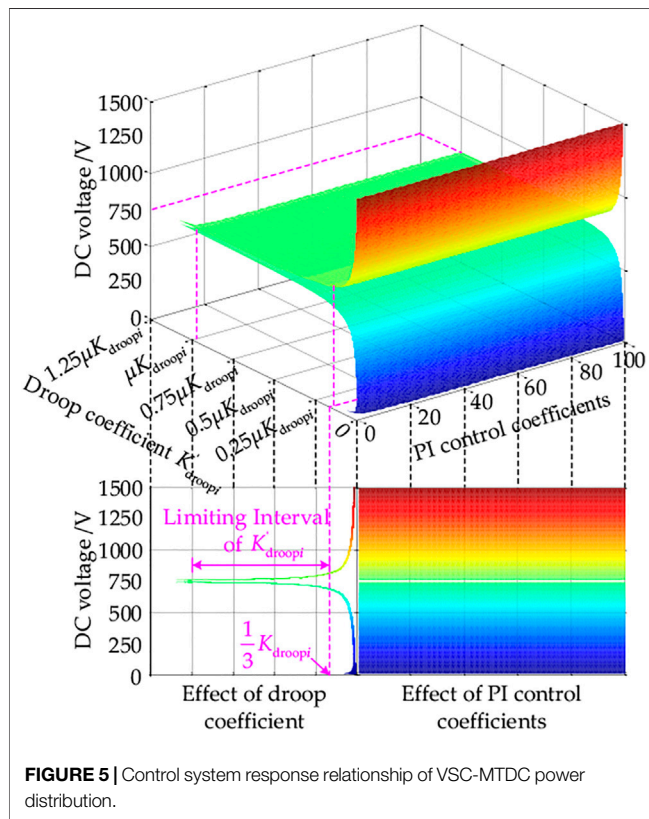 1500
1250
1000
750
500
250
0
DC voltage /V
1.25μK_droopi
μK_droopi
0.75μK_droopi
0.5μK_droopi
0.25μK_droopi
0
Droop coefficient K'_droopi
0
20
40
60
80
100
PI control coefficients
1500
1250
1000
750
500
250
0
DC voltage /V
Limiting Interval
of K'_droopi
1/3 K_droopi
Effect of droop
coefficient
Effect of PI control
coefficients
FIGURE 5 | Control system response relationship of VSC-MTDC power
distribution.